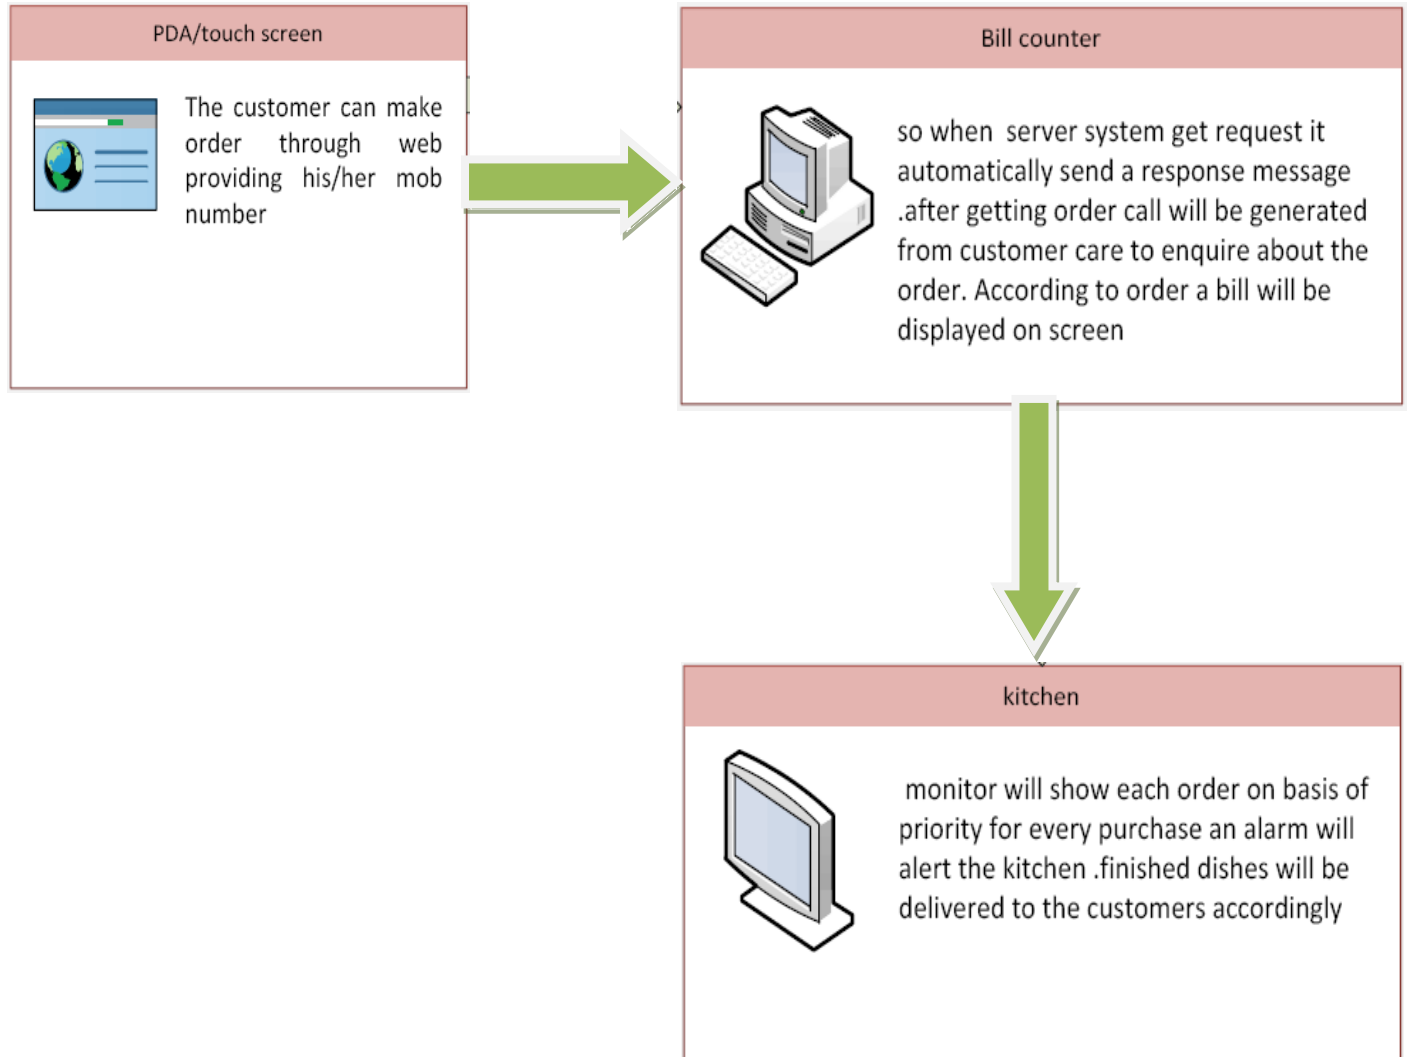 PDA/touch screen
The customer can make
order through web
providing his/her mob
number
Bill counter
so when server system get request it
automatically send a response message
.after getting order call will be generated
from customer care to enquire about the
order. According to order a bill will be
displayed on screen
kitchen
monitor will show each order on basis of
priority for every purchase an alarm will
alert the kitchen .finished dishes will be
delivered to the customers accordingly